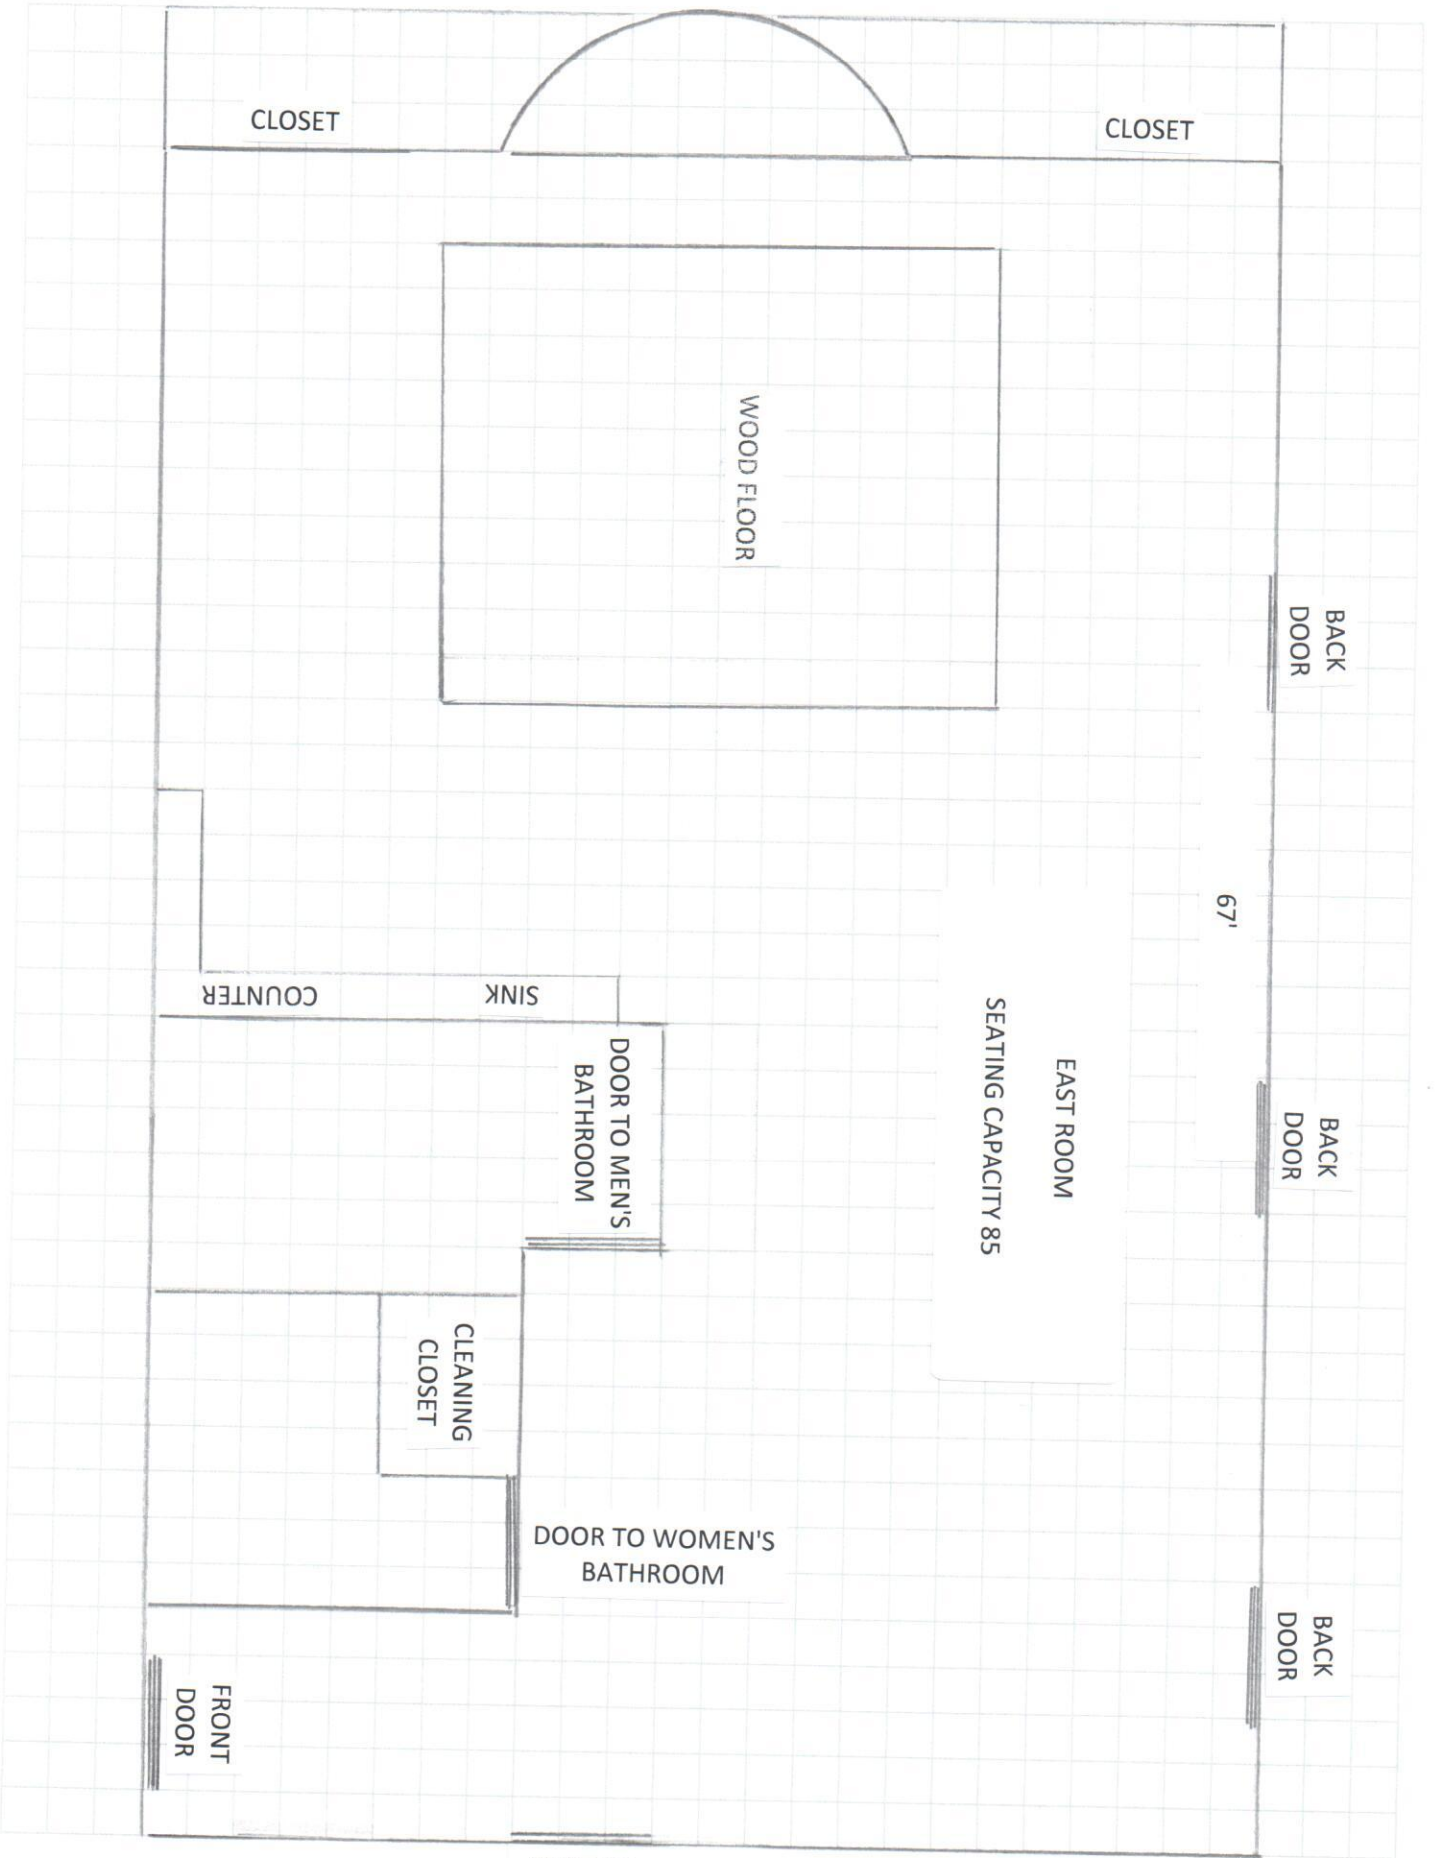 CLOSET
CLOSET
WOOD FLOOR
BACK
DOOR
67'
COUNTER
SINK
EAST ROOM
SEATING CAPACITY 85
DOOR TO MEN'S
BATHROOM
BACK
DOOR
CLEANING
CLOSET
DOOR TO WOMEN'S
BATHROOM
BACK
DOOR
FRONT
DOOR